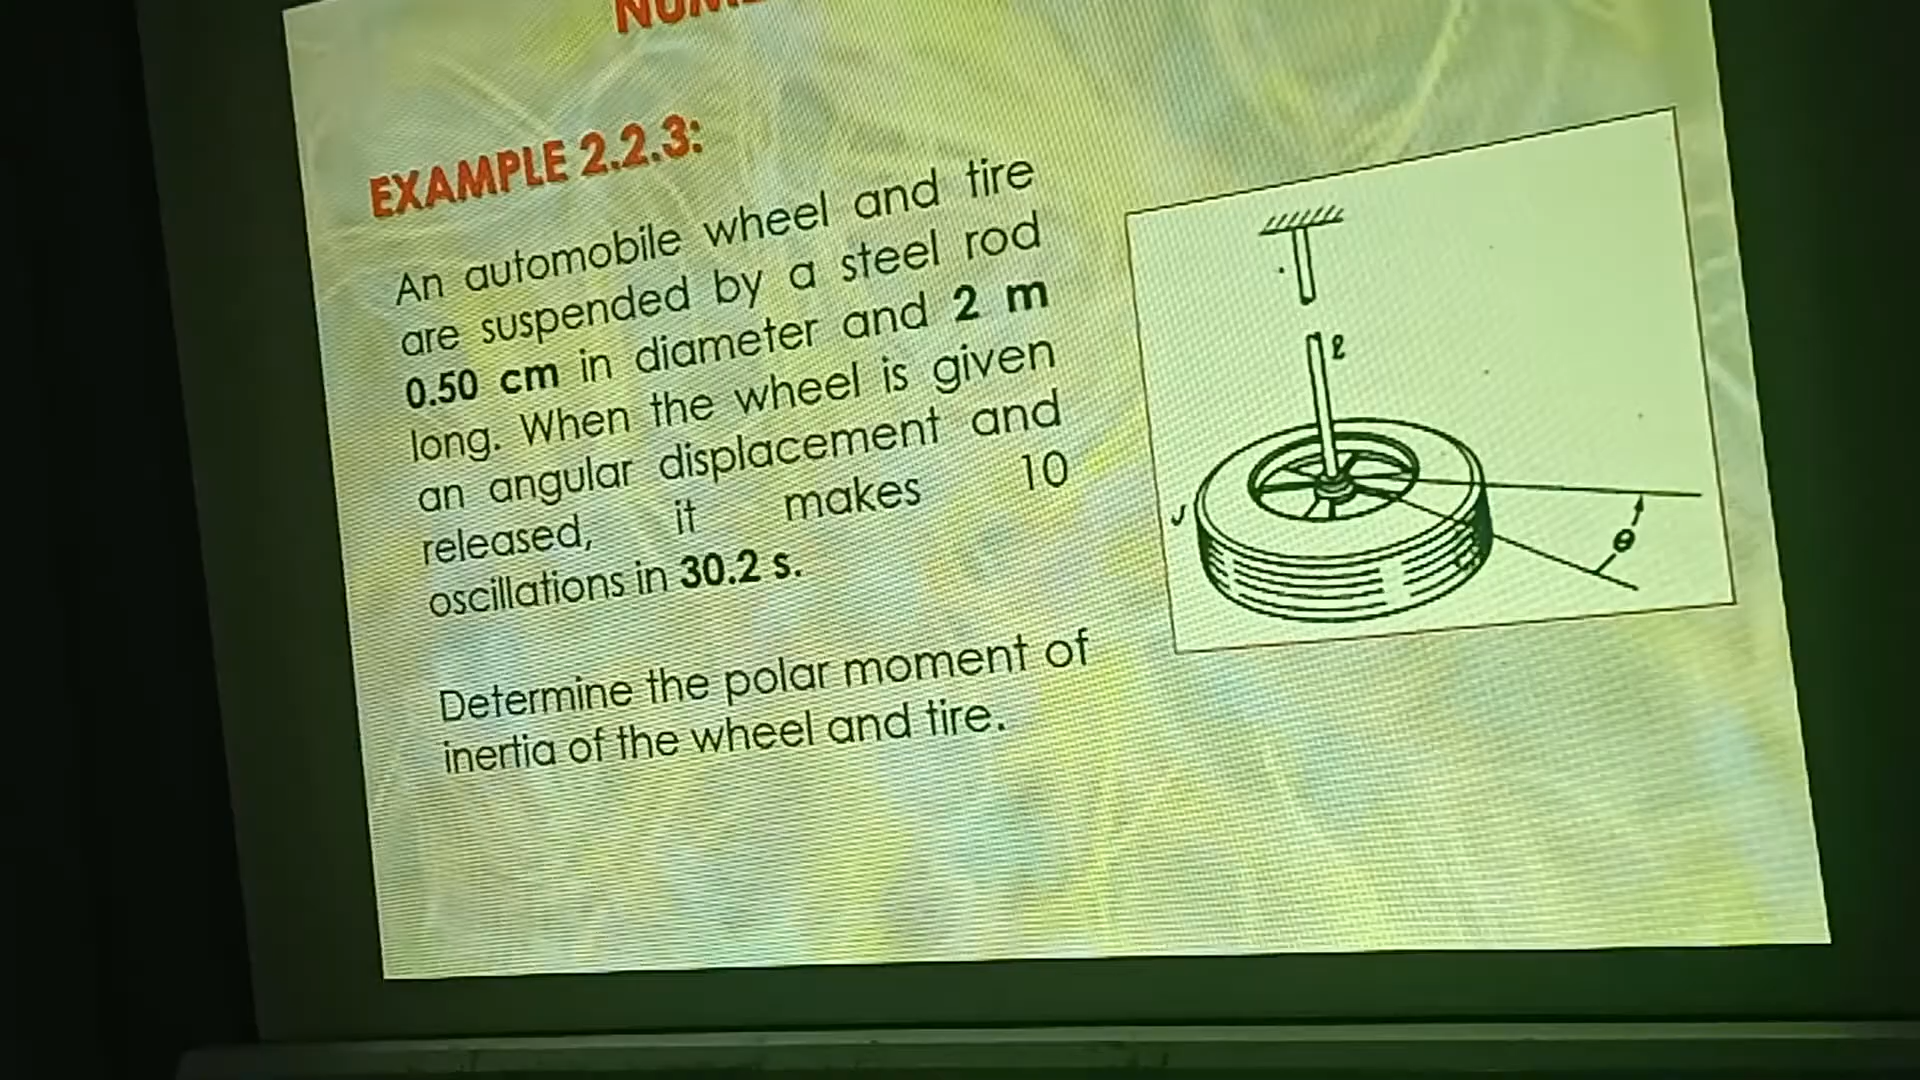 EXAMPLE 2.2.3:
An automobile wheel and tire
are suspended by a steel rod
0.50 cm in diameter and 2 m
long. When the wheel is given
an angular displacement and
released, it makes 10
oscillations in 30.2 s.
Determine the polar moment of
inertia of the wheel and tire.
ℓ
J
θ